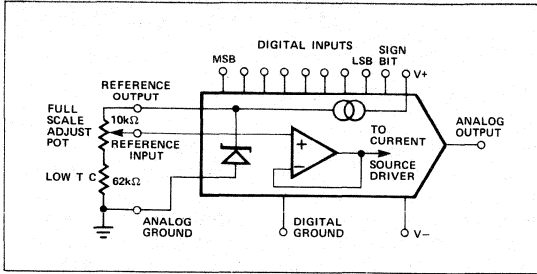 DIGITAL INPUTS
MSB
LSB
SIGN
BIT
V+
REFERENCE
OUTPUT
FULL
SCALE
ADJUST
POT
10kΩ
REFERENCE
INPUT
+
−
TO
CURRENT
SOURCE
DRIVER
ANALOG
OUTPUT
LOW T C
62kΩ
ANALOG
GROUND
DIGITAL
GROUND
V−